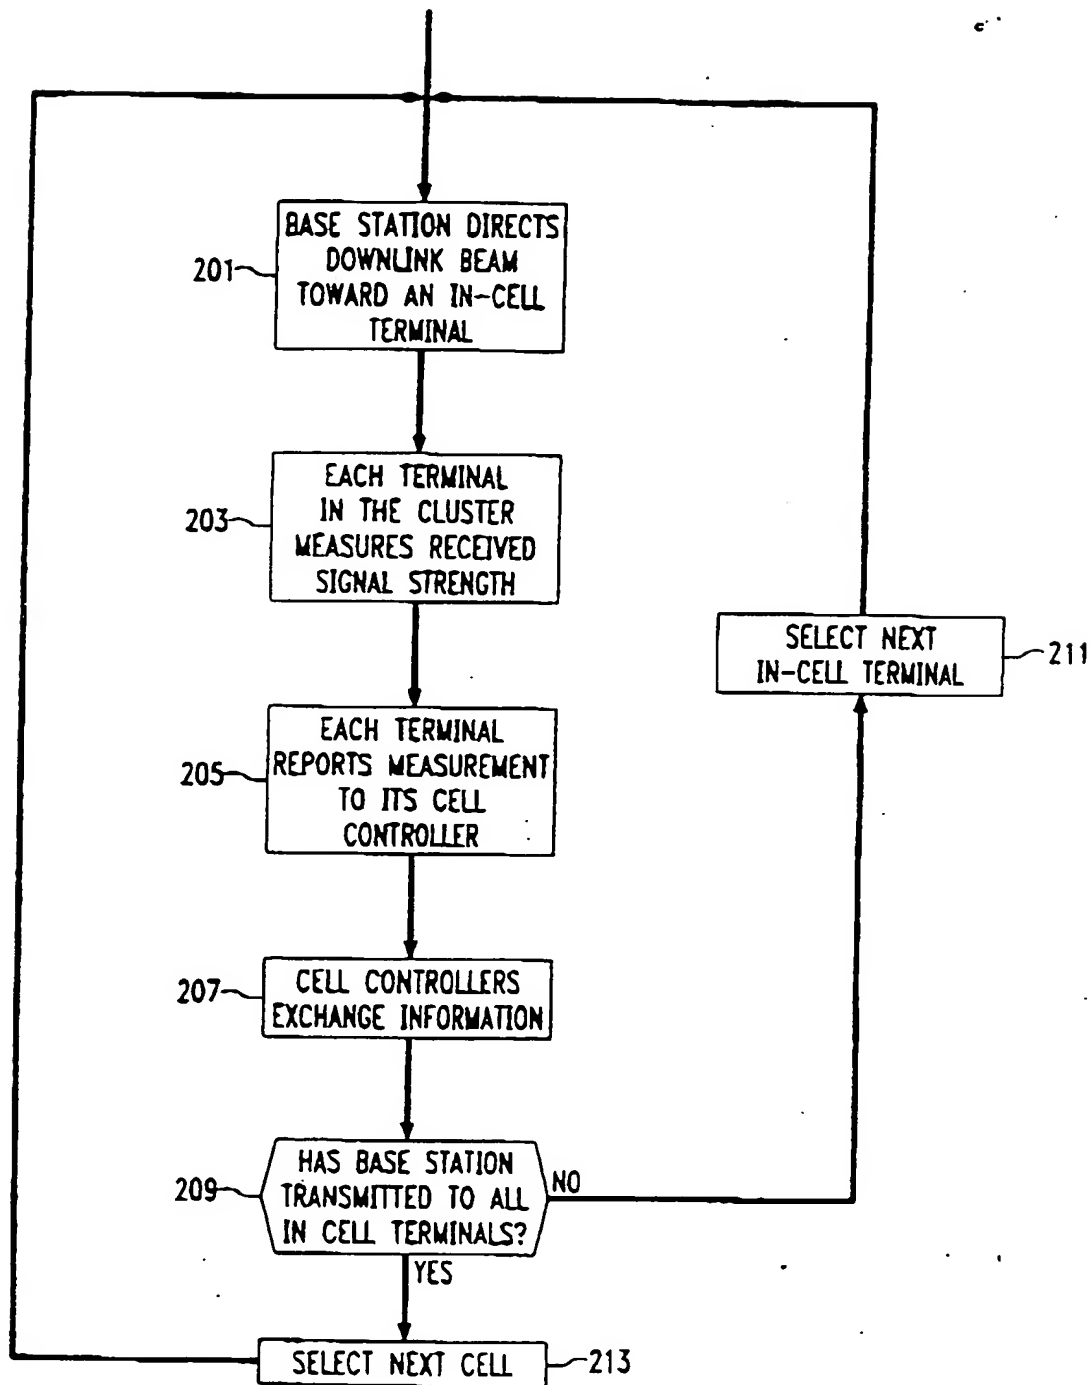 BASE STATION DIRECTS
DOWNLINK BEAM
TOWARD AN IN-CELL
TERMINAL
201
EACH TERMINAL
IN THE CLUSTER
MEASURES RECEIVED
SIGNAL STRENGTH
203
SELECT NEXT
IN-CELL TERMINAL
211
EACH TERMINAL
REPORTS MEASUREMENT
TO ITS CELL
CONTROLLER
205
CELL CONTROLLERS
EXCHANGE INFORMATION
207
HAS BASE STATION
TRANSMITTED TO ALL
IN CELL TERMINALS?
209
NO
YES
SELECT NEXT CELL
213